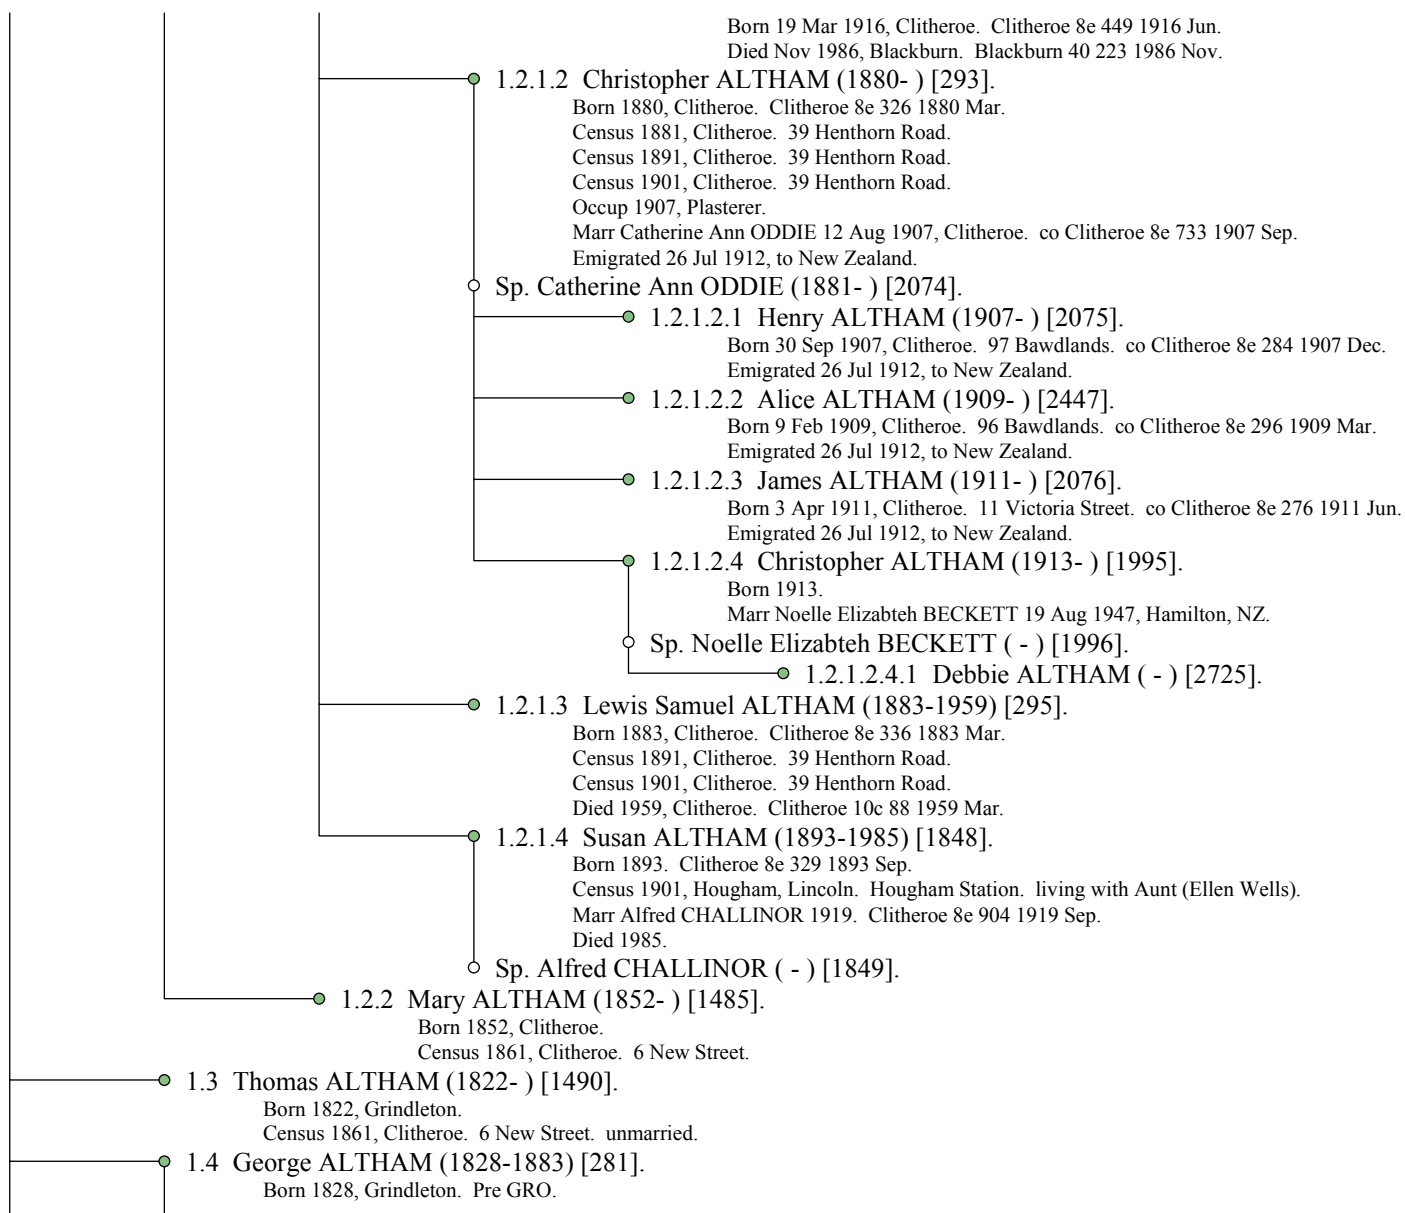 Born 19 Mar 1916, Clitheroe. Clitheroe 8e 449 1916 Jun.
Died Nov 1986, Blackburn. Blackburn 40 223 1986 Nov.
1.2.1.2 Christopher ALTHAM (1880- ) [293].
Born 1880, Clitheroe. Clitheroe 8e 326 1880 Mar.
Census 1881, Clitheroe. 39 Henthorn Road.
Census 1891, Clitheroe. 39 Henthorn Road.
Census 1901, Clitheroe. 39 Henthorn Road.
Occup 1907, Plasterer.
Marr Catherine Ann ODDIE 12 Aug 1907, Clitheroe. co Clitheroe 8e 733 1907 Sep.
Emigrated 26 Jul 1912, to New Zealand.
Sp. Catherine Ann ODDIE (1881- ) [2074].
1.2.1.2.1 Henry ALTHAM (1907- ) [2075].
Born 30 Sep 1907, Clitheroe. 97 Bawdlands. co Clitheroe 8e 284 1907 Dec.
Emigrated 26 Jul 1912, to New Zealand.
1.2.1.2.2 Alice ALTHAM (1909- ) [2447].
Born 9 Feb 1909, Clitheroe. 96 Bawdlands. co Clitheroe 8e 296 1909 Mar.
Emigrated 26 Jul 1912, to New Zealand.
1.2.1.2.3 James ALTHAM (1911- ) [2076].
Born 3 Apr 1911, Clitheroe. 11 Victoria Street. co Clitheroe 8e 276 1911 Jun.
Emigrated 26 Jul 1912, to New Zealand.
1.2.1.2.4 Christopher ALTHAM (1913- ) [1995].
Born 1913.
Marr Noelle Elizabteh BECKETT 19 Aug 1947, Hamilton, NZ.
Sp. Noelle Elizabteh BECKETT ( - ) [1996].
1.2.1.2.4.1 Debbie ALTHAM ( - ) [2725].
1.2.1.3 Lewis Samuel ALTHAM (1883-1959) [295].
Born 1883, Clitheroe. Clitheroe 8e 336 1883 Mar.
Census 1891, Clitheroe. 39 Henthorn Road.
Census 1901, Clitheroe. 39 Henthorn Road.
Died 1959, Clitheroe. Clitheroe 10c 88 1959 Mar.
1.2.1.4 Susan ALTHAM (1893-1985) [1848].
Born 1893. Clitheroe 8e 329 1893 Sep.
Census 1901, Hougham, Lincoln. Hougham Station. living with Aunt (Ellen Wells).
Marr Alfred CHALLINOR 1919. Clitheroe 8e 904 1919 Sep.
Died 1985.
Sp. Alfred CHALLINOR ( - ) [1849].
1.2.2 Mary ALTHAM (1852- ) [1485].
Born 1852, Clitheroe.
Census 1861, Clitheroe. 6 New Street.
1.3 Thomas ALTHAM (1822- ) [1490].
Born 1822, Grindleton.
Census 1861, Clitheroe. 6 New Street. unmarried.
1.4 George ALTHAM (1828-1883) [281].
Born 1828, Grindleton. Pre GRO.